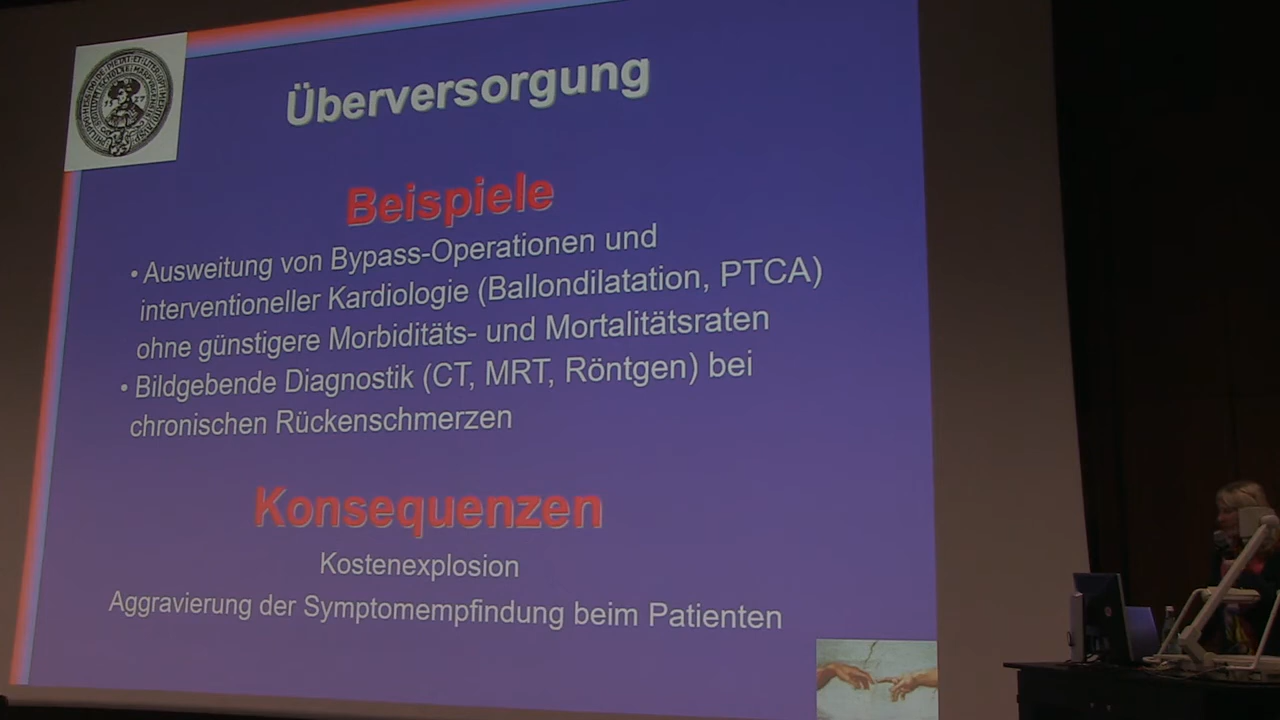 Überversorgung
Beispiele
• Ausweitung von Bypass-Operationen und
interventioneller Kardiologie (Ballondilatation, PTCA)
ohne günstigere Morbiditäts- und Mortalitätsraten
• Bildgebende Diagnostik (CT, MRT, Röntgen) bei
chronischen Rückenschmerzen
Konsequenzen
Kostenexplosion
Aggravierung der Symptomempfindung beim Patienten